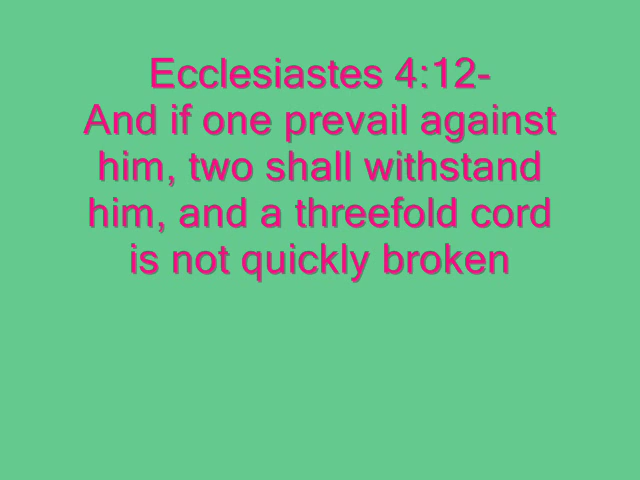 Ecclesiastes 4:12-
And if one prevail against
him, two shall withstand
him, and a threefold cord
is not quickly broken